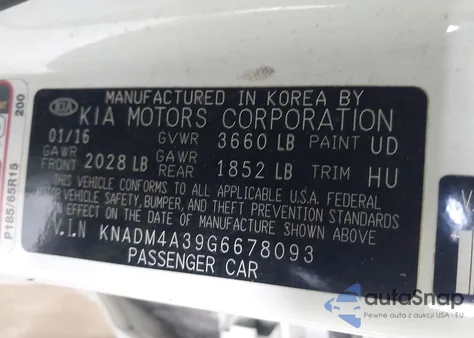 MANUFACTURED IN KOREA BY
KIA KIA MOTORS CORPORATION
01/16 GVWR 3660 LB PAINT UD
GAWR FRONT 2028 LB GAWR REAR 1852 LB TRIM HU
THIS VEHICLE CONFORMS TO ALL APPLICABLE U.S.A. FEDERAL
MOTOR VEHICLE SAFETY, BUMPER, AND THEFT PREVENTION STANDARDS
IN EFFECT ON THE DATE OF MANUFACTURE SHOWN ABOVE.
V.I.N KNADM4A39G6678093
PASSENGER CAR
P185/65R15
200
autoSnap
Pewne auto z aukcji USA i EU